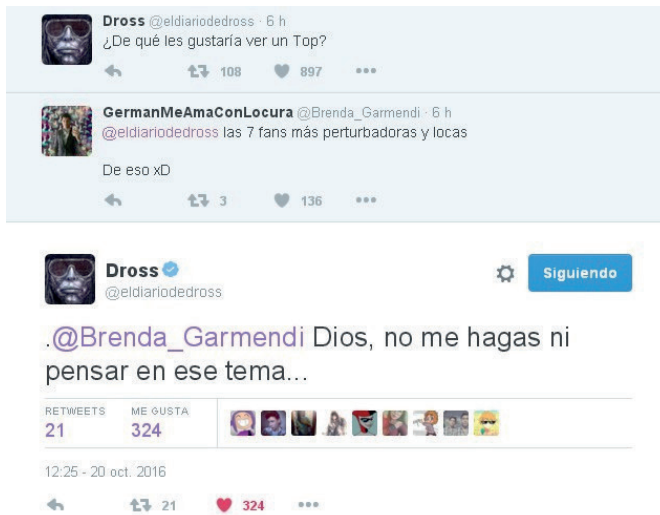 Dross @eldiariodedross · 6 h
¿De qué les gustaría ver un Top?
108 897
GermanMeAmaConLocura @Brenda_Garmendi · 6 h
@eldiariodedross las 7 fans más perturbadoras y locas
De eso xD
3 136
Dross
@eldiariodedross
Siguiendo
.@Brenda_Garmendi Dios, no me hagas ni
pensar en ese tema...
RETWEETS ME GUSTA
21 324
12:25 - 20 oct. 2016
21 324